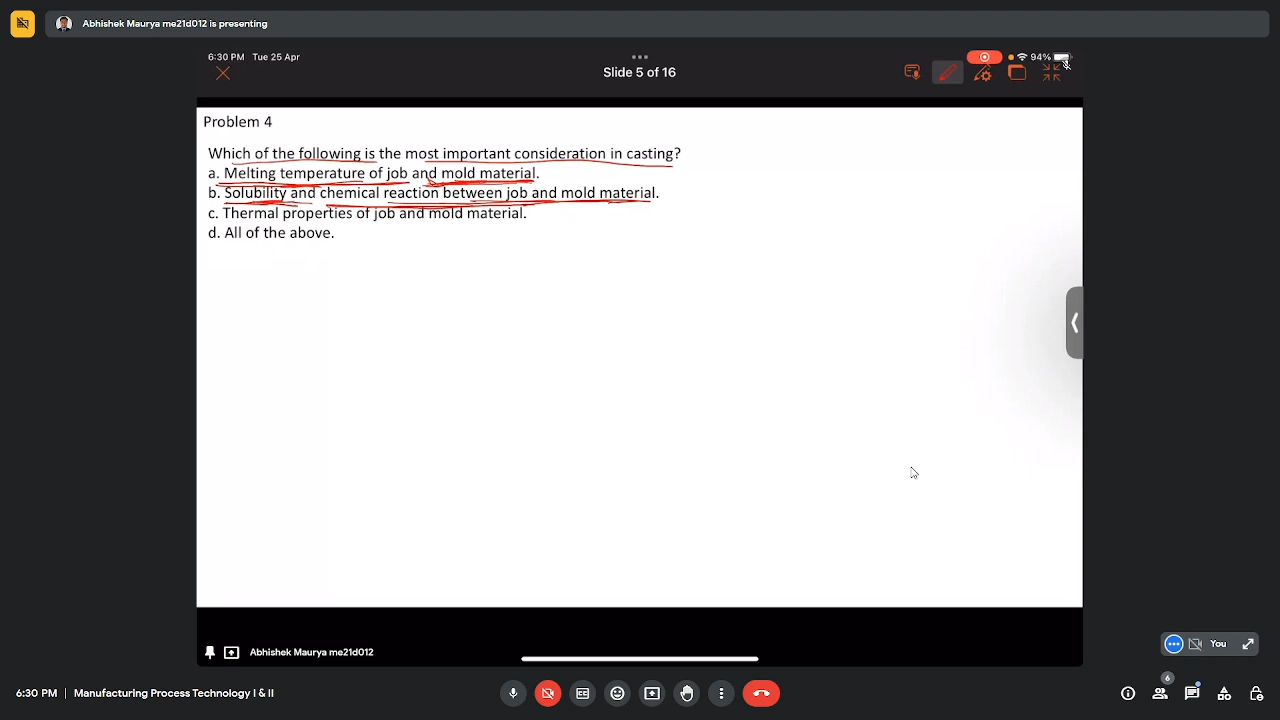 Abhishek Maurya me21d012 is presenting
6:30 PM Tue 25 Apr
94%
Slide 5 of 16
Problem 4
Which of the following is the most important consideration in casting?
a. Melting temperature of job and mold material.
b. Solubility and chemical reaction between job and mold material.
c. Thermal properties of job and mold material.
d. All of the above.
Abhishek Maurya me21d012
You
6:30 PM | Manufacturing Process Technology I & II
6